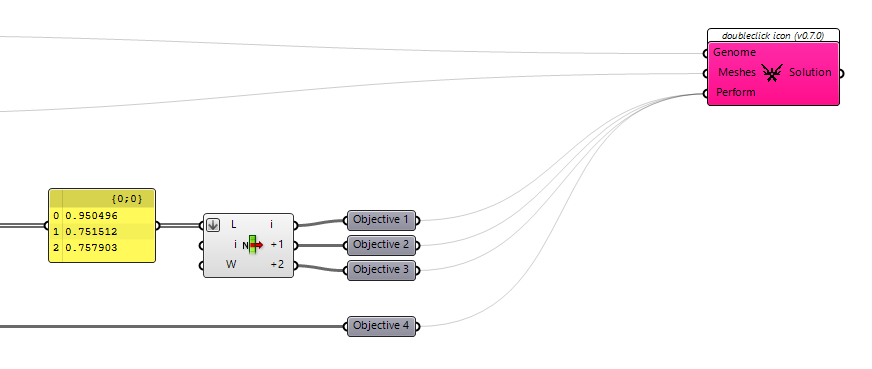 doubleclick icon (v0.7.0)
Genome
Meshes Solution
Perform
{0;0}
0 0.950496
1 0.751512
2 0.757903
L i
i N +1
W +2
Objective 1
Objective 2
Objective 3
Objective 4